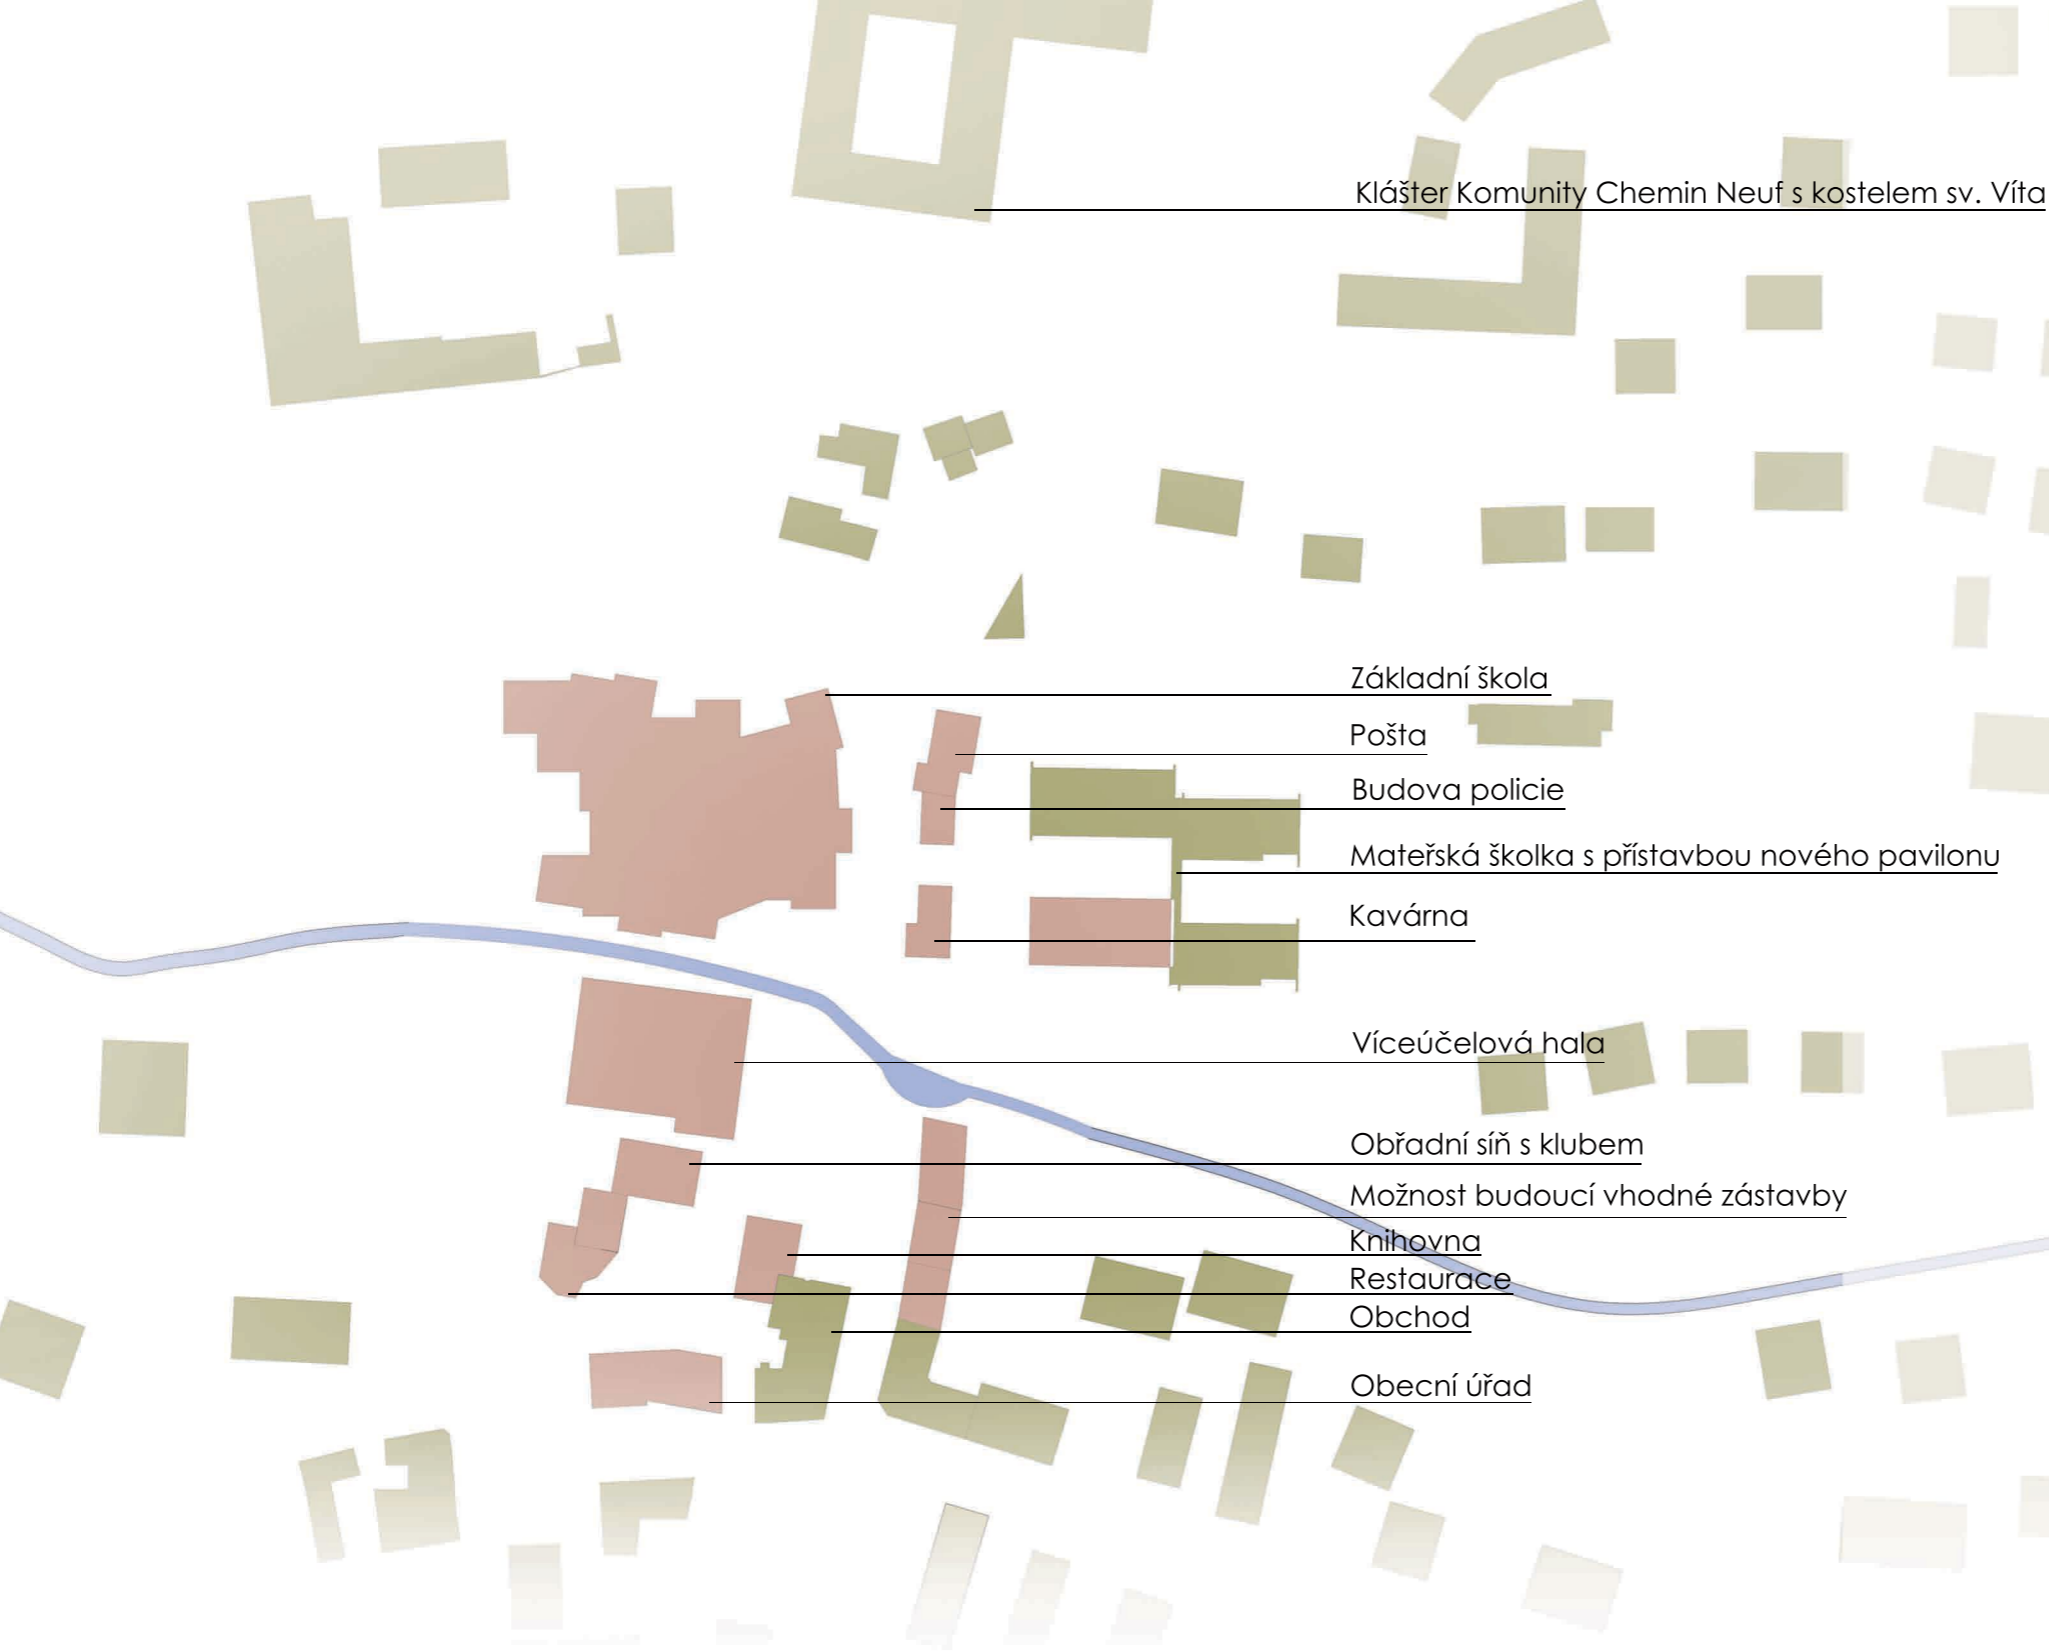 Klášter Komunity Chemin Neuf s kostelem sv. Víta
Základní škola
Pošta
Budova policie
Mateřská školka s přístavbou nového pavilonu
Kavárna
Víceúčelová hala
Obřadní síň s klubem
Možnost budoucí vhodné zástavby
Knihovna
Restaurace
Obchod
Obecní úřad